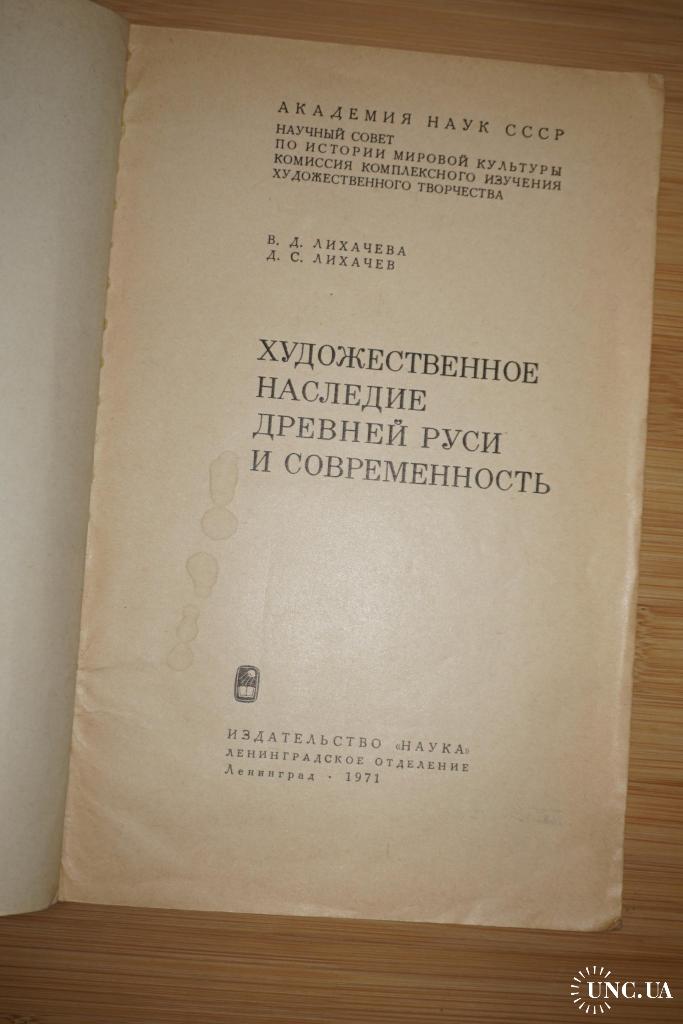 АКАДЕМИЯ НАУК СССР
НАУЧНЫЙ СОВЕТ
ПО ИСТОРИИ МИРОВОЙ КУЛЬТУРЫ
КОМИССИЯ КОМПЛЕКСНОГО ИЗУЧЕНИЯ
ХУДОЖЕСТВЕННОГО ТВОРЧЕСТВА
В. Д. ЛИХАЧЕВА
Д. С. ЛИХАЧЕВ
ХУДОЖЕСТВЕННОЕ
НАСЛЕДИЕ
ДРЕВНЕЙ РУСИ
И СОВРЕМЕННОСТЬ
ИЗДАТЕЛЬСТВО «НАУКА»
ЛЕНИНГРАДСКОЕ ОТДЕЛЕНИЕ
Ленинград · 1971
UNC.UA